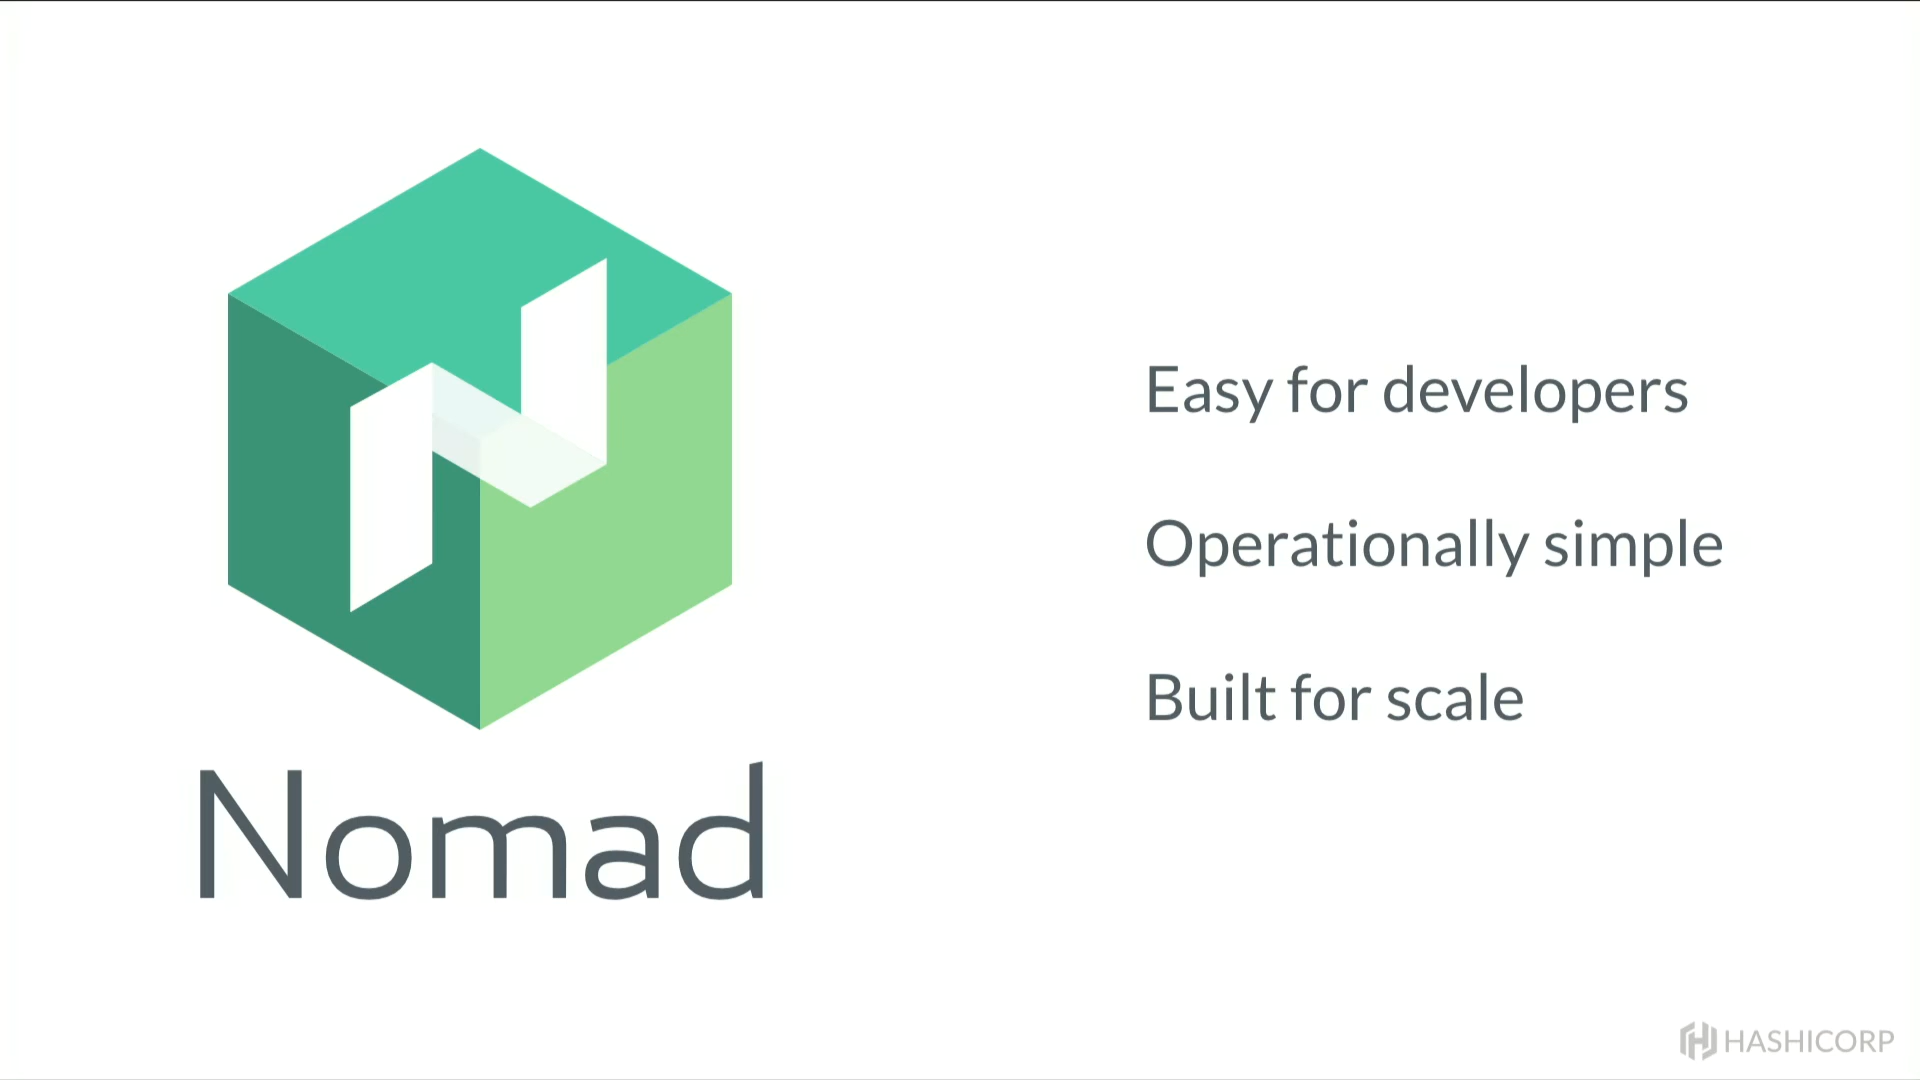 Nomad
Easy for developers
Operationally simple
Built for scale
HASHICORP